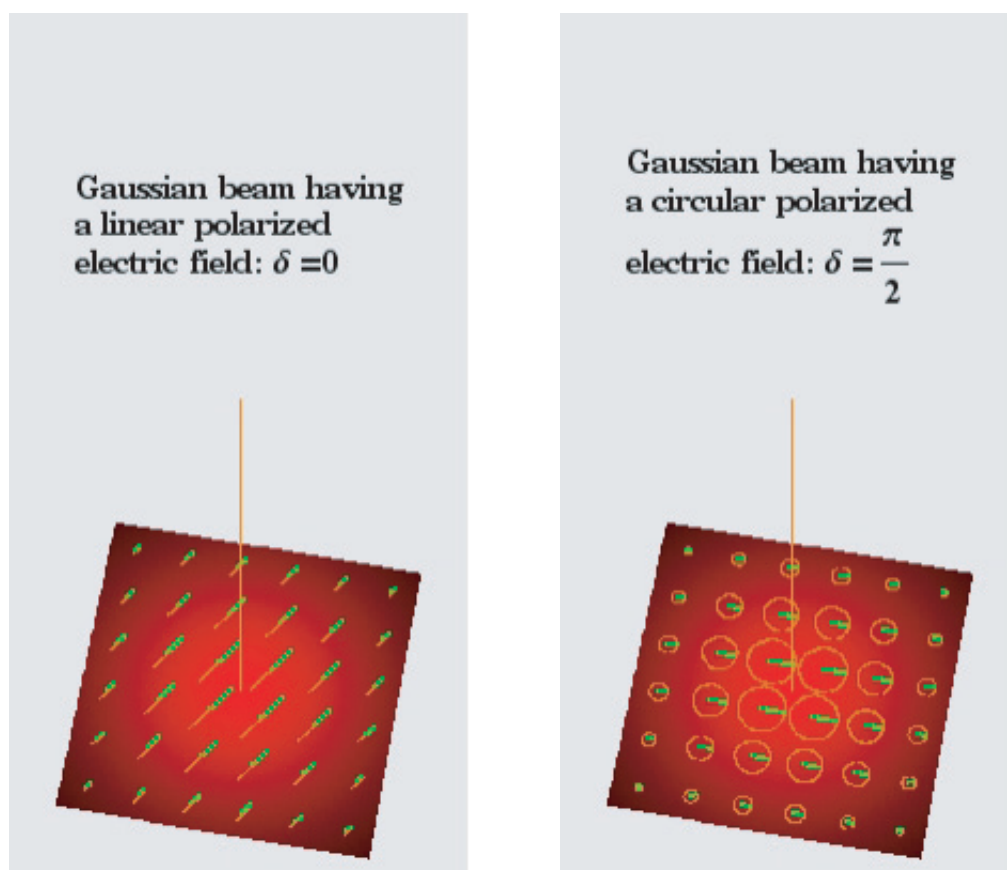 Gaussian beam having
a linear polarized
electric field: δ =0
Gaussian beam having
a circular polarized
electric field: δ = π/2